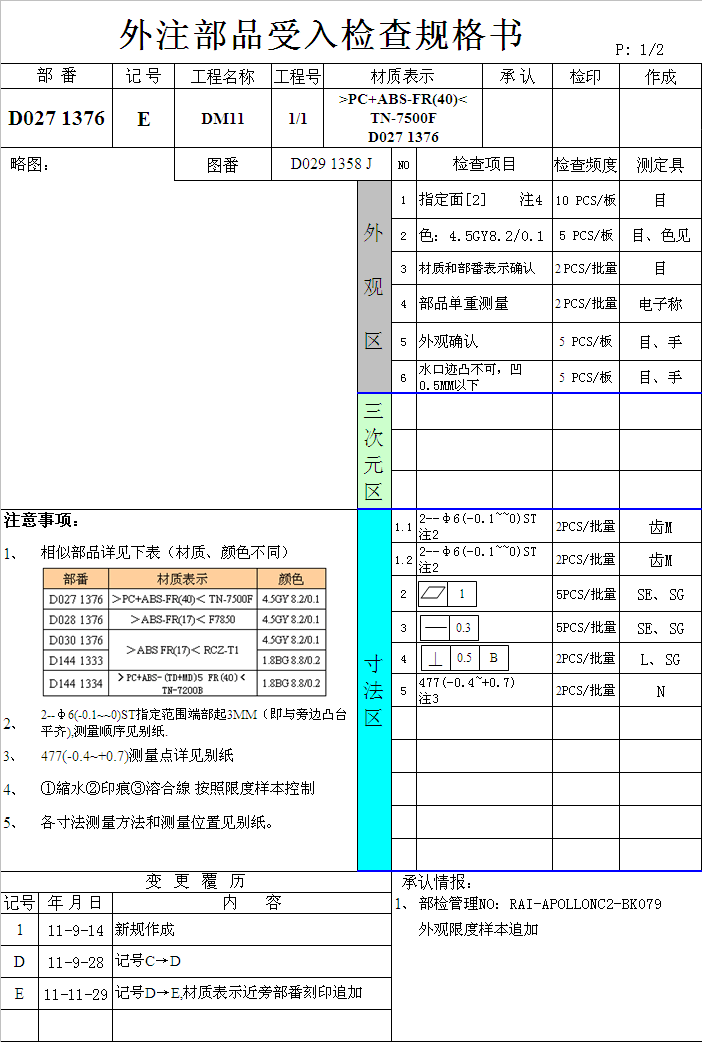 外注部品受入检查规格书
P: 1/2
部 番 记 号 工程名称 工程号 材质表示 承 认 检印 作成
D027 1376 E DM11 1/1 >PC+ABS-FR(40)<
TN-7500F
D027 1376
略图： 图番 D029 1358 J NO 检查项目 检查频度 测定具
外观区
1 指定面[2] 注4 10 PCS/板 目
2 色: 4.5GY8.2/0.1 5 PCS/板 目、色见
3 材质和部番表示确认 2 PCS/批量 目
4 部品单重测量 2 PCS/批量 电子称
5 外观确认 5 PCS/板 目、手
6 水口迹凸不可，凹
0.5MM以下 5 PCS/板 目、手
三次元区
寸法区
1.1 2--φ6(-0.1~~0)ST
注2 2PCS/批量 齿M
1.2 2--φ6(-0.1~~0)ST
注2 2PCS/批量 齿M
2 ▱ 1 5PCS/批量 SE、SG
3 — 0.3 5PCS/批量 SE、SG
4 ⊥ 0.5 B 2PCS/批量 L、SG
5 477(-0.4~+0.7)
注3 2PCS/批量 N
注意事项：
1、 相似部品详见下表（材质、颜色不同）
部番 材质表示 颜色
D027 1376 ＞PC+ABS-FR(40)＜ TN-7500F 4.5GY 8.2/0.1
D028 1376 ＞ABS-FR(17)＜ F7850 4.5GY 8.2/0.1
D030 1376 ＞ABS FR(17)＜ RCZ-T1 4.5GY 8.2/0.1
D144 1333 1.8BG 8.8/0.2
D144 1334 ＞PC+ABS-(TD+MD)5 FR(40)＜
TN-7200B 1.8BG 8.8/0.2
2、 2--φ6(-0.1~~0)ST指定范围端部起3MM（即与旁边凸台
平齐),测量顺序见别纸.
3、 477(-0.4~+0.7)测量点详见别纸
4、 ①縮水②印痕③溶合線 按照限度样本控制
5、 各寸法测量方法和测量位置见别纸。
变 更 履 历
记号 年 月 日 内 容
1 11-9-14 新规作成
D 11-9-28 记号C→D
E 11-11-29 记号D→E,材质表示近旁部番刻印追加
承认情报：
1、部检管理NO: RAI-APOLLONC2-BK079
外观限度样本追加